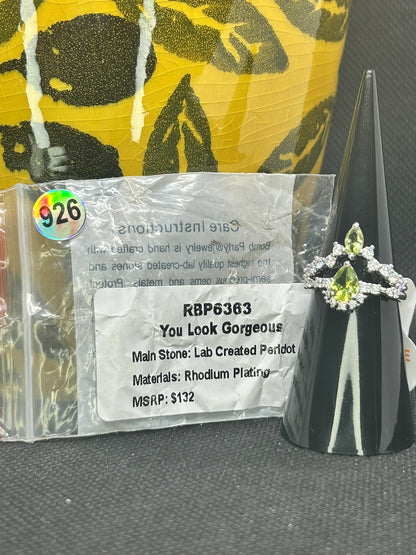 926
Care Instructions
Bomb Party® jewelry is hand crafted with
the highest quality lab-created stones and
semi-precious gems and metals. Protect
RBP6363
You Look Gorgeous
Main Stone: Lab Created Peridot
Materials: Rhodium Plating
MSRP: $132